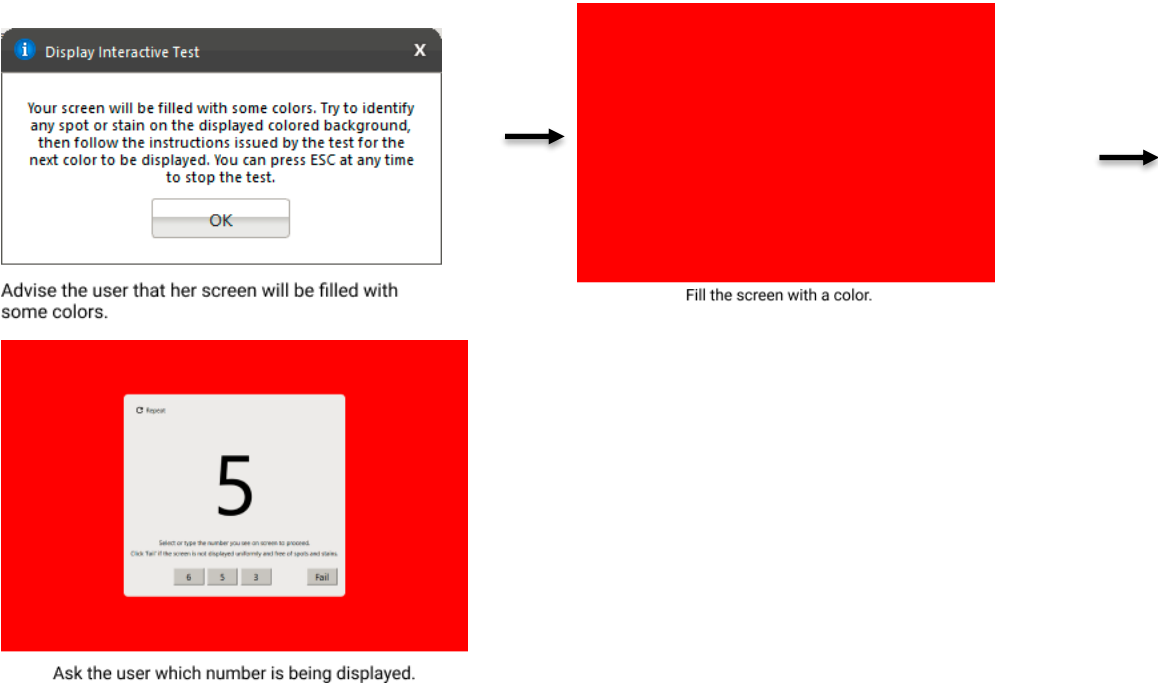 Display Interactive Test
X
Your screen will be filled with some colors. Try to identify
any spot or stain on the displayed colored background,
then follow the instructions issued by the test for the
next color to be displayed. You can press ESC at any time
to stop the test.
OK
Advise the user that her screen will be filled with
some colors.
Fill the screen with a color.
Repeat
5
Select or type the number you see on screen to proceed.
Click 'Fail' if the screen is not displayed uniformly and free of spots and stains.
6 5 3 Fail
Ask the user which number is being displayed.